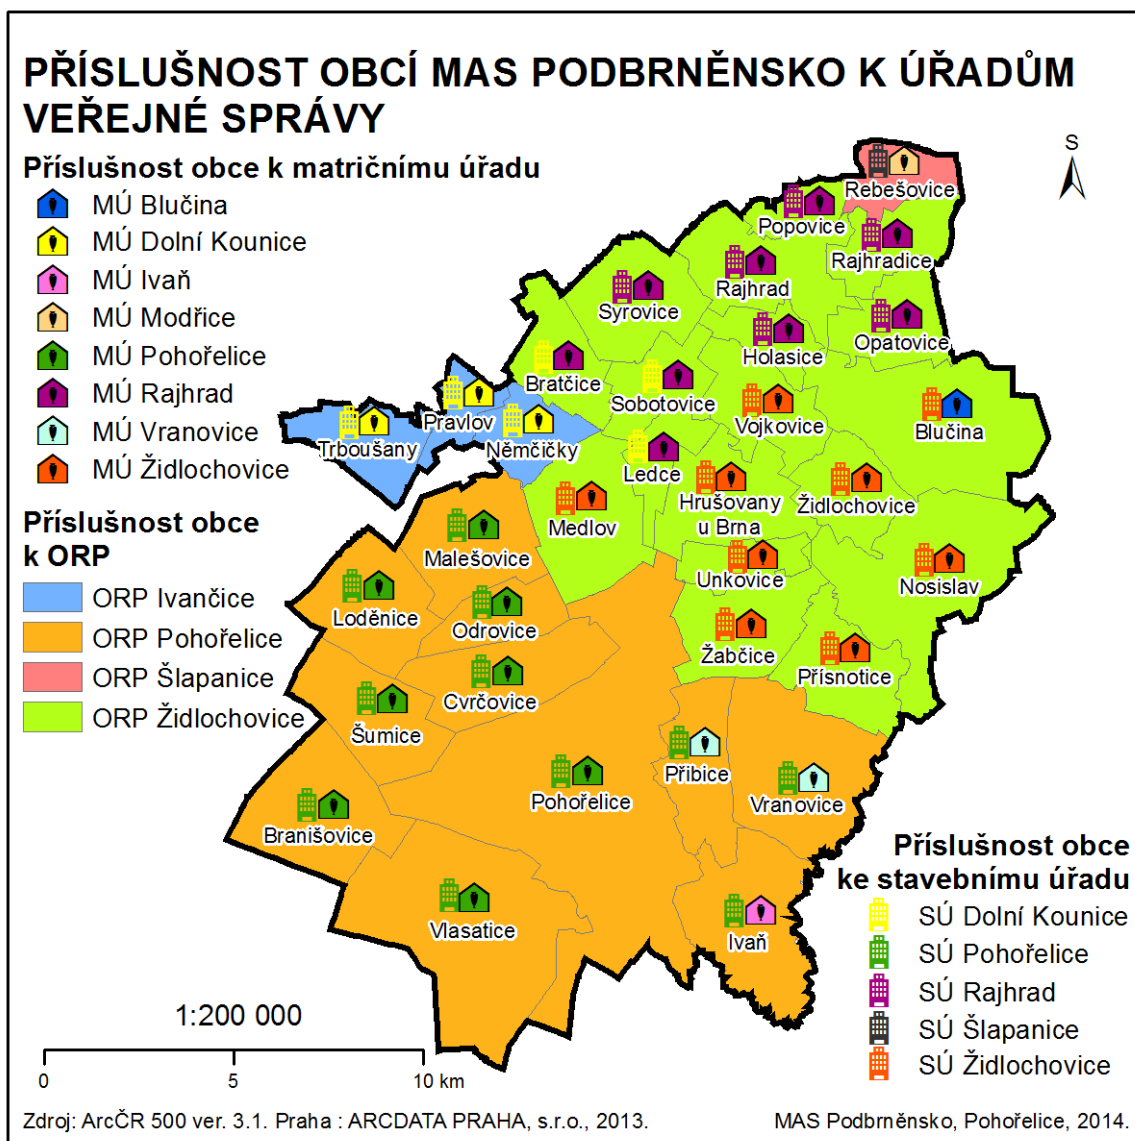 PŘÍSLUŠNOST OBCÍ MAS PODBRNĚNSKO K ÚŘADŮM
VEŘEJNÉ SPRÁVY
Příslušnost obce k matričnímu úřadu
MÚ Blučina
MÚ Dolní Kounice
MÚ Ivaň
MÚ Modřice
MÚ Pohořelice
MÚ Rajhrad
MÚ Vranovice
MÚ Židlochovice
Příslušnost obce
k ORP
ORP Ivančice
ORP Pohořelice
ORP Šlapanice
ORP Židlochovice
S
Rebešovice
Popovice
Rajhradice
Rajhrad
Syrovice
Opatovice
Holasice
Bratčice
Sobotovice
Pravlov
Vojkovice
Blučina
Trboušany
Němčičky
Ledce
Hrušovany
u Brna
Židlochovice
Medlov
Malešovice
Unkovice
Nosislav
Loděnice
Odrovice
Žabčice
Přísnotice
Cvrčovice
Šumice
Přibice
Pohořelice
Vranovice
Branišovice
Vlasatice
Ivaň
Příslušnost obce
ke stavebnímu úřadu
SÚ Dolní Kounice
SÚ Pohořelice
SÚ Rajhrad
SÚ Šlapanice
SÚ Židlochovice
1:200 000
0 5 10 km
Zdroj: ArcČR 500 ver. 3.1. Praha : ARCDATA PRAHA, s.r.o., 2013.
MAS Podbrněnsko, Pohořelice, 2014.